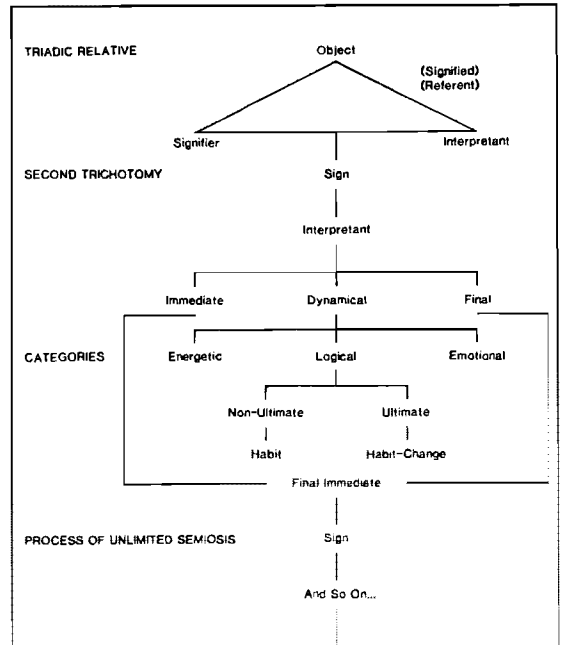 TRIADIC RELATIVE
Object
(Signified)
(Referent)
Signifier
Interpretant
SECOND TRICHOTOMY
Sign
Interpretant
Immediate
Dynamical
Final
CATEGORIES
Energetic
Logical
Emotional
Non-Ultimate
Ultimate
Habit
Habit-Change
Final Immediate
PROCESS OF UNLIMITED SEMIOSIS
Sign
And So On...